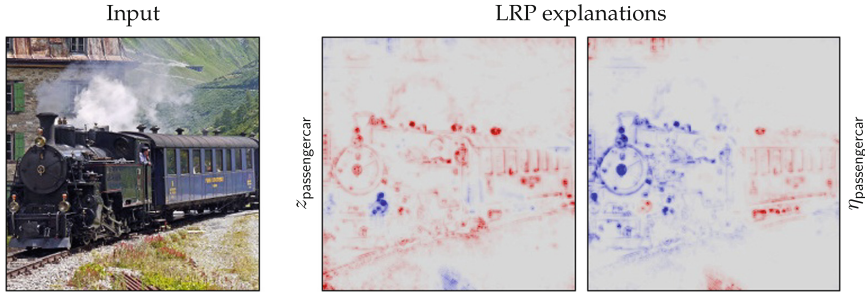 Input
LRP explanations
z_passengercar
η_passengercar